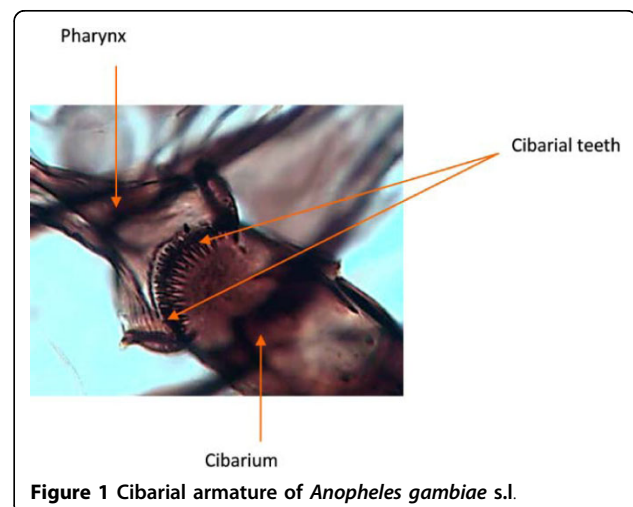 Pharynx
Cibarial teeth
Cibarium
Figure 1 Cibarial armature of Anopheles gambiae s.l.